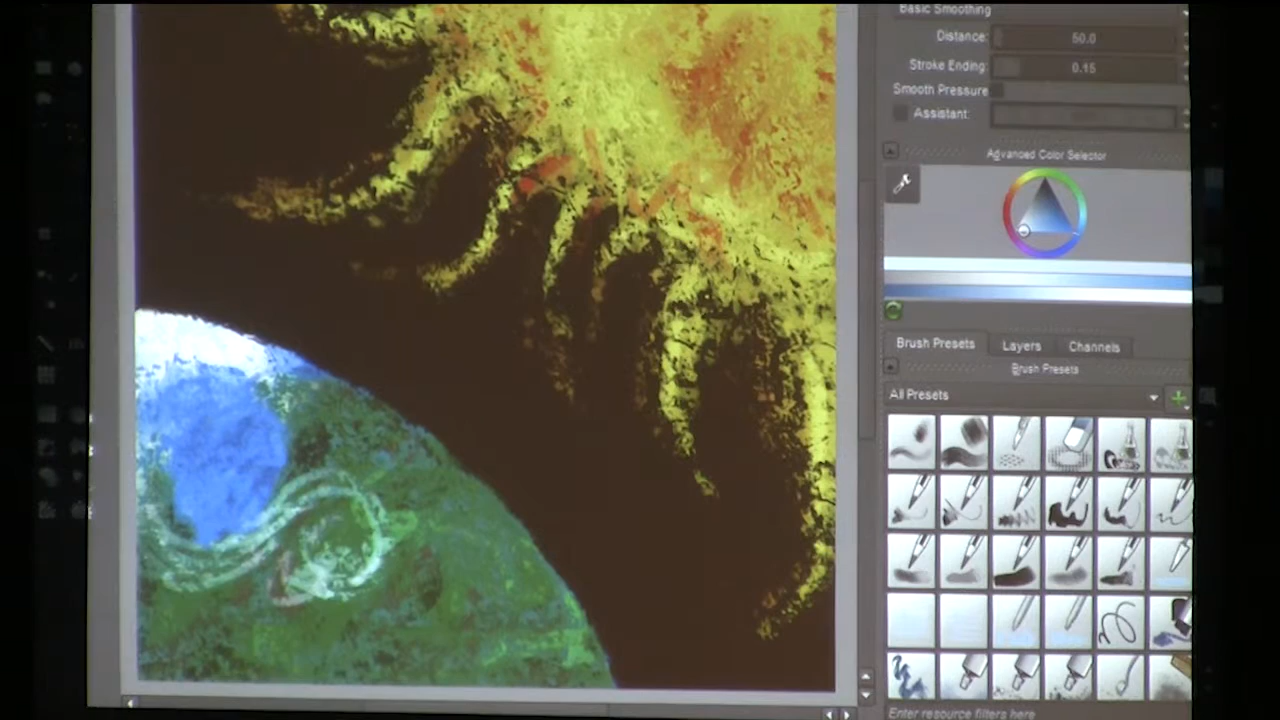 Basic Smoothing
Distance: 50.0
Stroke Ending: 0.15
Smooth Pressure
Assistant:
Advanced Color Selector
Brush Presets Layers Channels
Brush Presets
All Presets
Enter resource filters here